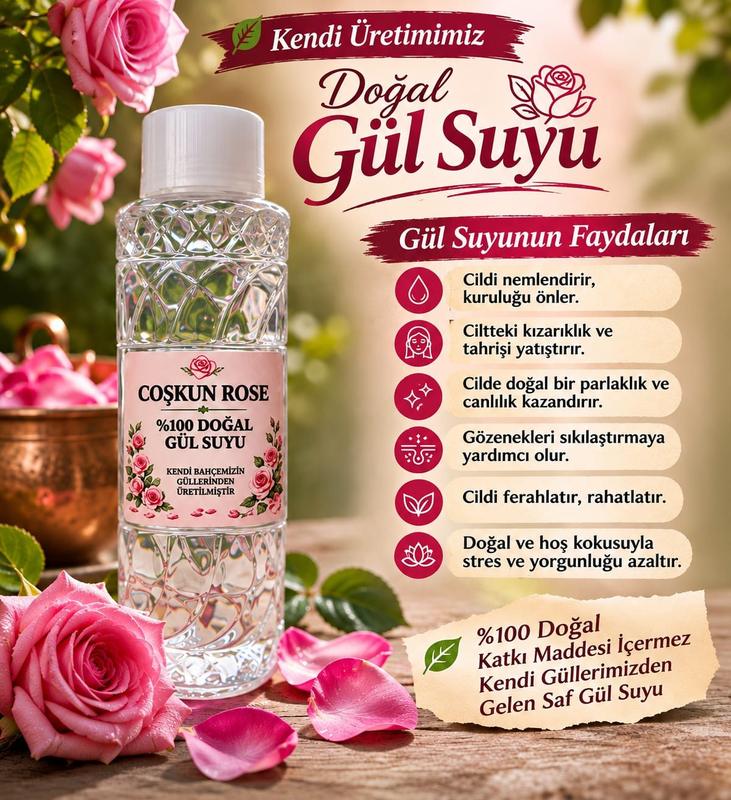 Kendi Üretimimiz
Doğal
Gül Suyu
Gül Suyunun Faydaları
Cildi nemlendirir,
kuruluğu önler.
Ciltteki kızarıklık ve
tahrişi yatıştırır.
Cilde doğal bir parlaklık ve
canlılık kazandırır.
Gözenekleri sıkılaştırmaya
yardımcı olur.
Cildi ferahlatır, rahatlatır.
Doğal ve hoş kokusuyla
stres ve yorgunluğu azaltır.
COŞKUN ROSE
%100 DOĞAL
GÜL SUYU
KENDİ BAHÇEMİZİN
GÜLLERİNDEN
ÜRETİLMİŞTİR
%100 Doğal
Katkı Maddesi İçermez
Kendi Güllerimizden
Gelen Saf Gül Suyu